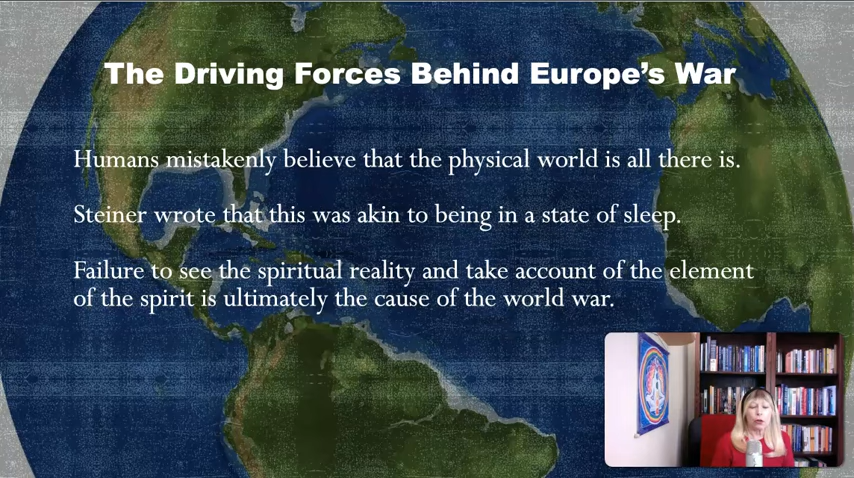 The Driving Forces Behind Europe’s War
Humans mistakenly believe that the physical world is all there is.
Steiner wrote that this was akin to being in a state of sleep.
Failure to see the spiritual reality and take account of the element
of the spirit is ultimately the cause of the world war.